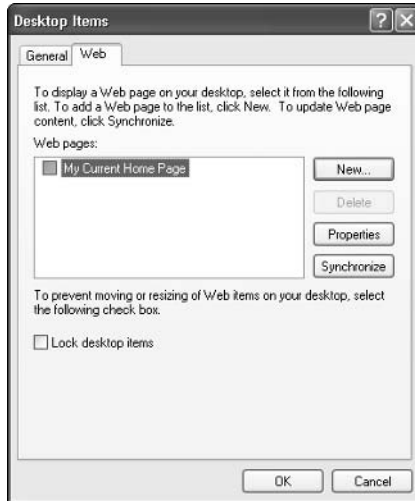 Desktop Items
General
Web
To display a Web page on your desktop, select it from the following
list. To add a Web page to the list, click New. To update Web page
content, click Synchronize.
Web pages:
My Current Home Page
New...
Delete
Properties
Synchronize
To prevent moving or resizing of Web items on your desktop, select
the following check box.
Lock desktop items
OK
Cancel